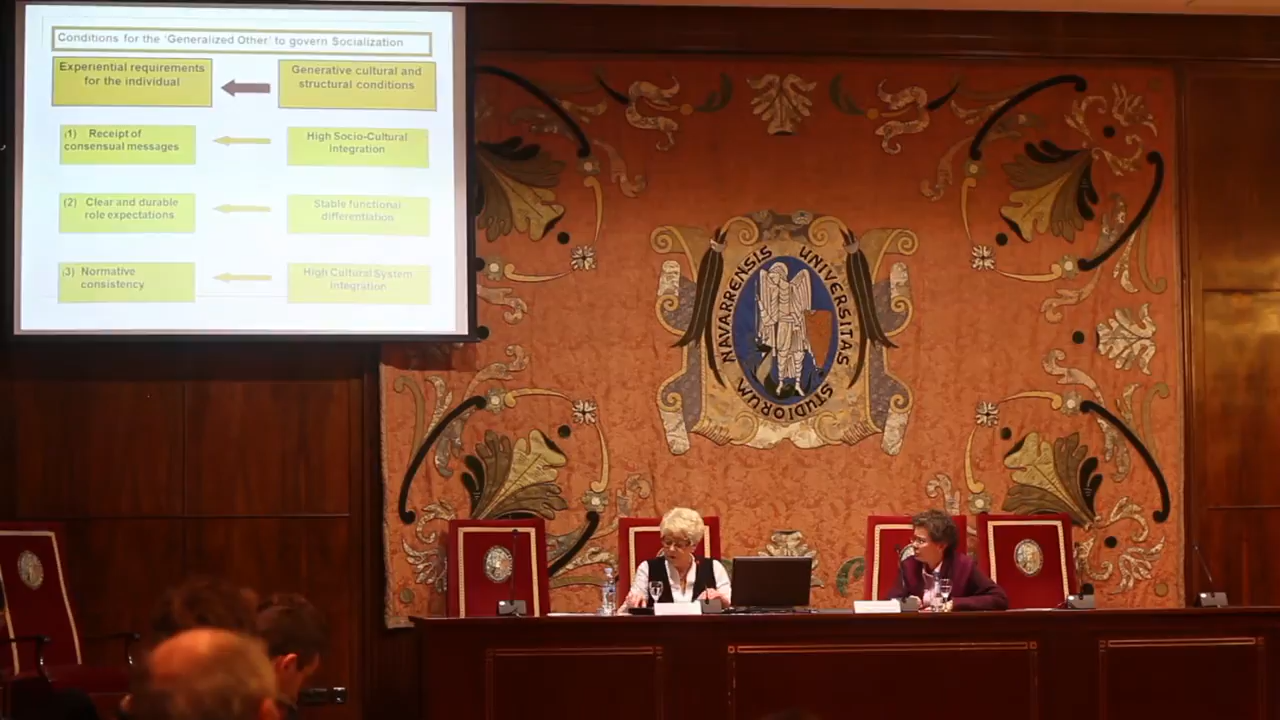 Conditions for the 'Generalized Other' to govern Socialization
Experiential requirements
for the individual
Generative cultural and
structural conditions
(1) Receipt of
consensual messages
High Socio-Cultural
Integration
(2) Clear and durable
role expectations
Stable functional
differentiation
(3) Normative
consistency
High Cultural System
integration
UNIVERSITAS
STUDIORUM
NAVARRENSIS